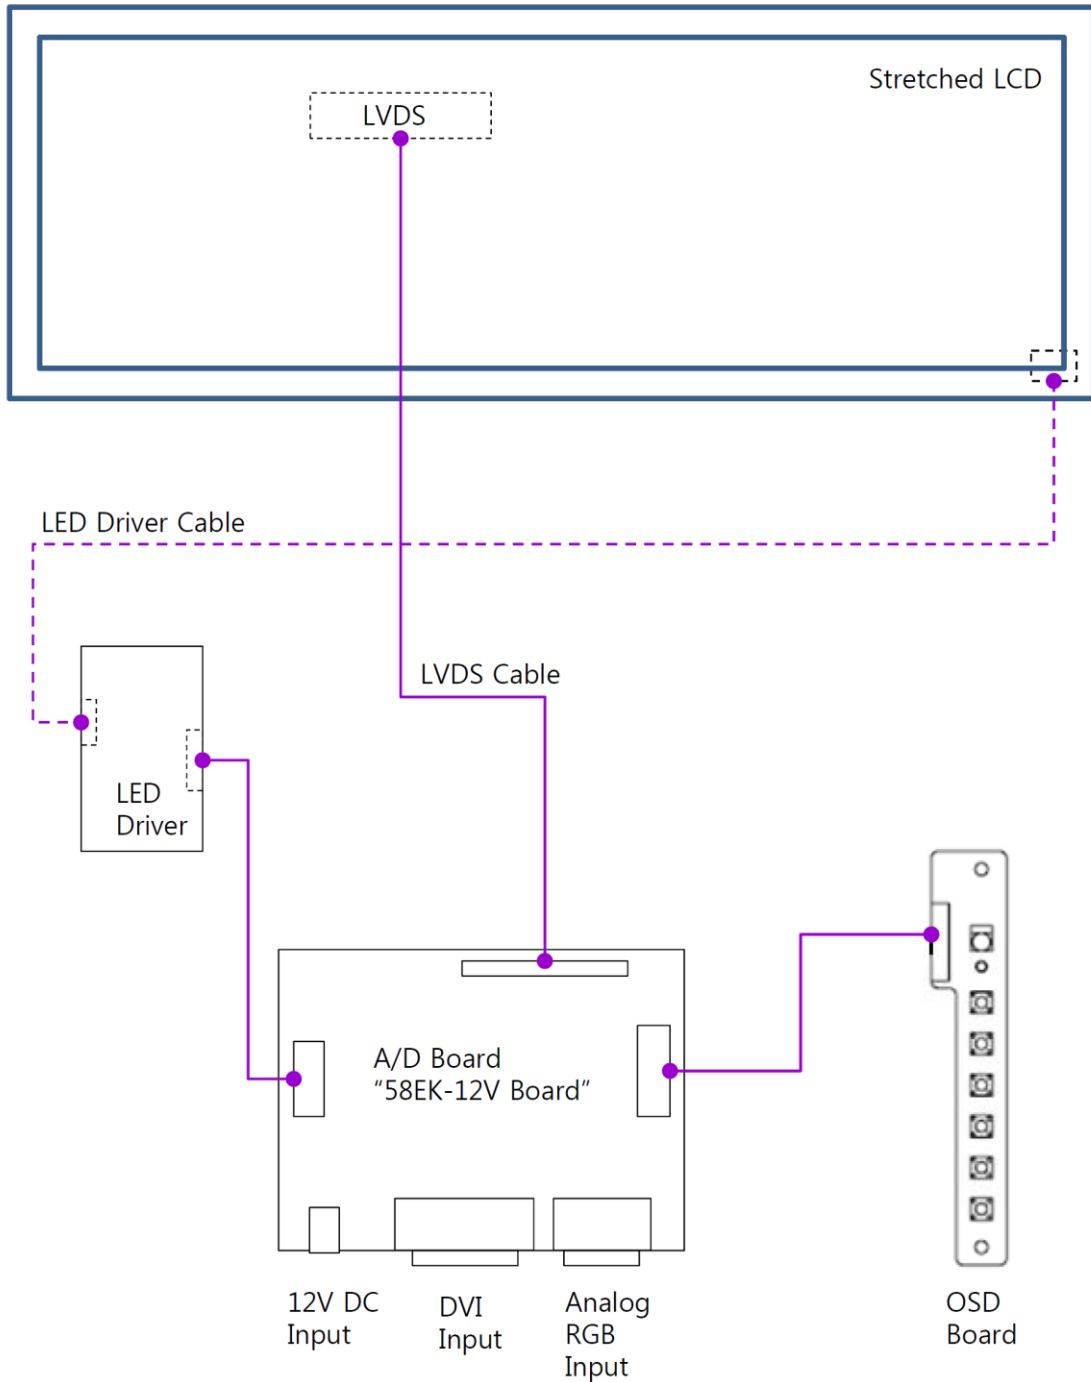 Stretched LCD
LVDS
LED Driver Cable
LVDS Cable
LED
Driver
A/D Board
“58EK-12V Board”
12V DC
Input
DVI
Input
Analog
RGB
Input
OSD
Board